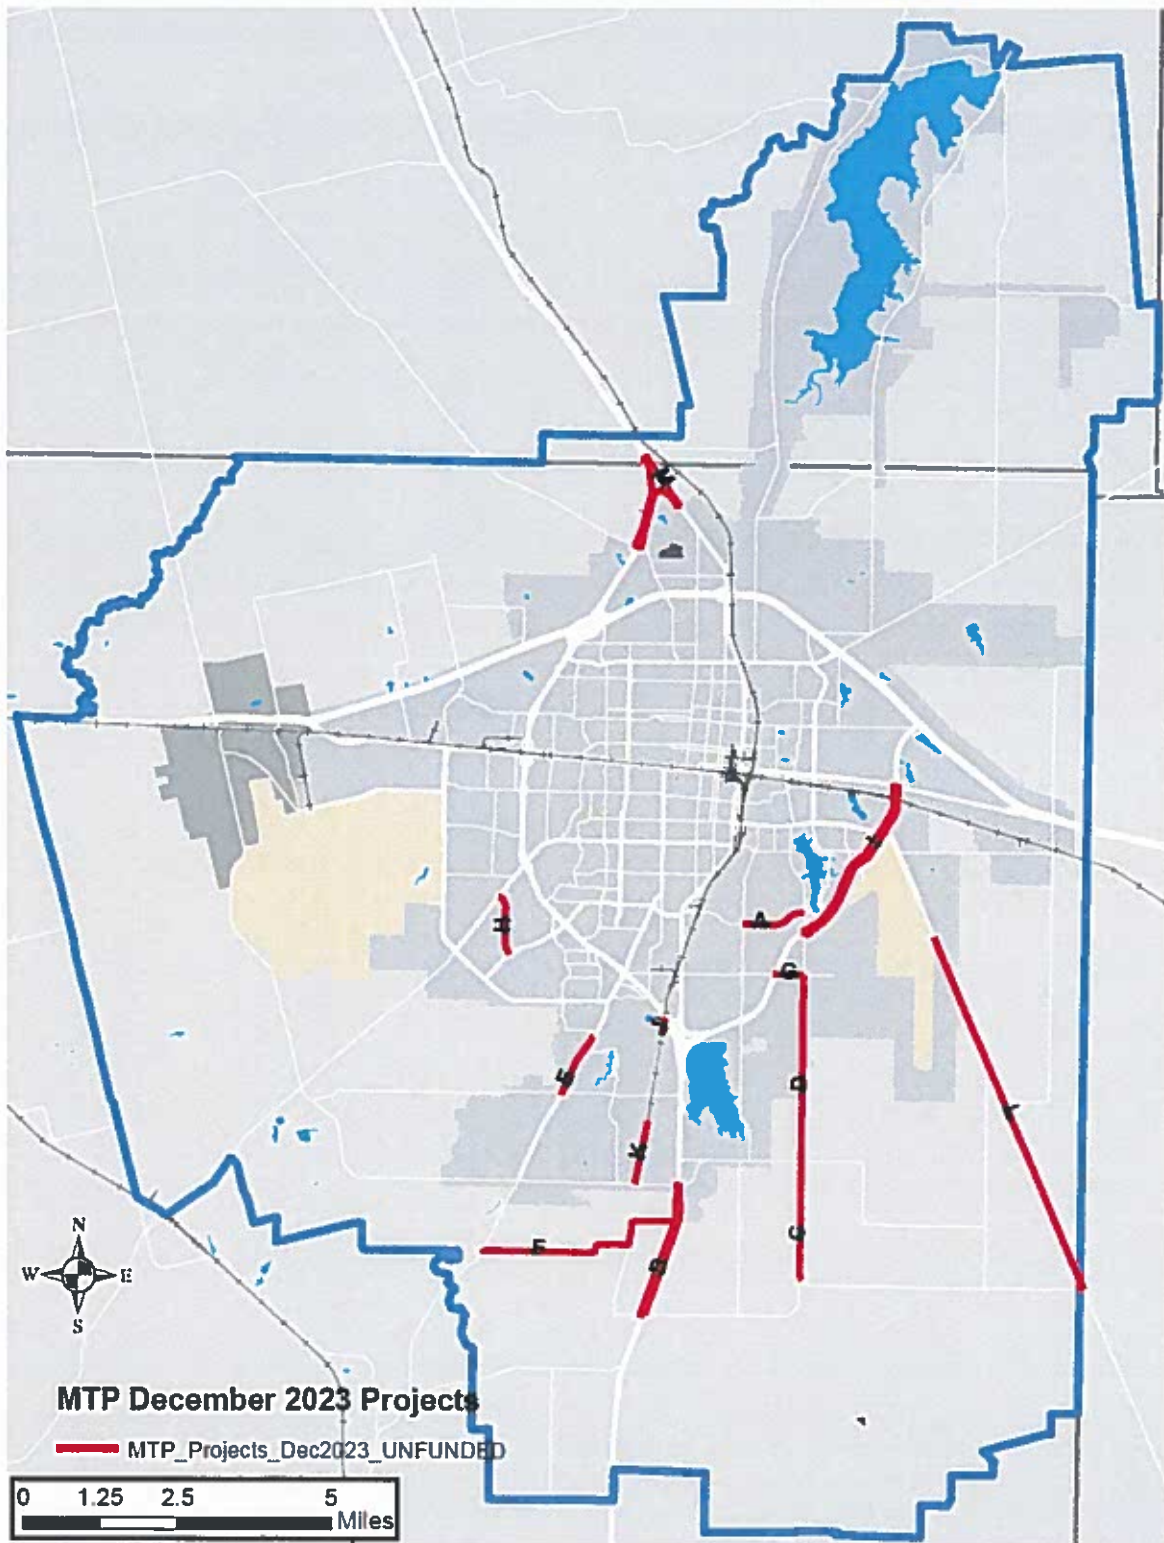 H
A
D
K
N
W
E
S
MTP December 2023 Projects
MTP_Projects_Dec2023_UNFUNDED
0 1.25 2.5 5
Miles